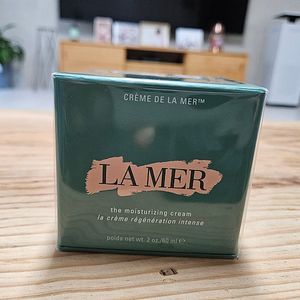 CRÈME DE LA MER™
LA MER
the moisturizing cream
la crème régénération intense
poids net wt. 2 oz/60 ml ℮